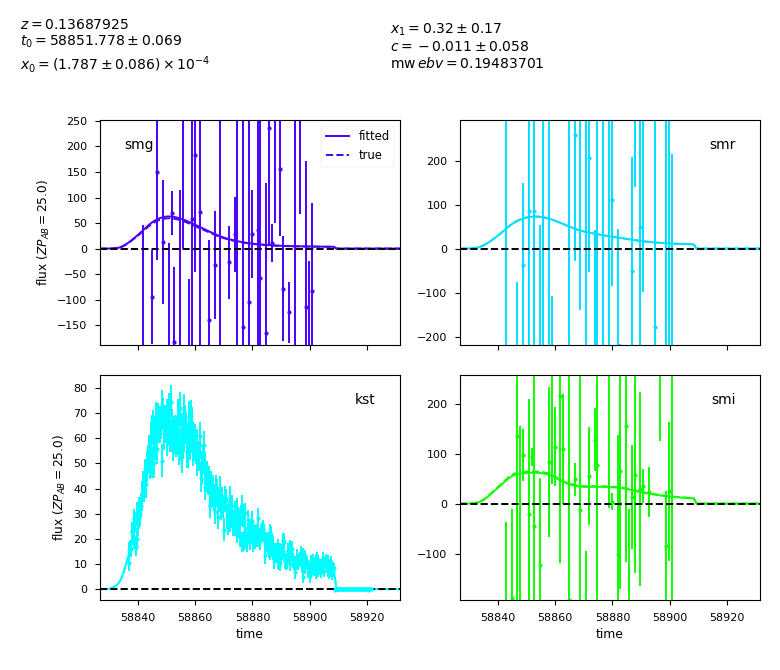 z = 0.13687925
t₀ = 58851.778 ± 0.069
x₀ = (1.787 ± 0.086) × 10⁻⁴
x₁ = 0.32 ± 0.17
c = −0.011 ± 0.058
mw ebv = 0.19483701
250
200
150
100
50
0
−50
−100
−150
flux (ZP_AB = 25.0)
smg
fitted
true
200
100
0
−100
−200
smr
80
70
60
50
40
30
20
10
0
flux (ZP_AB = 25.0)
kst
58840
58860
58880
58900
58920
time
200
100
0
−100
smi
58840
58860
58880
58900
58920
time